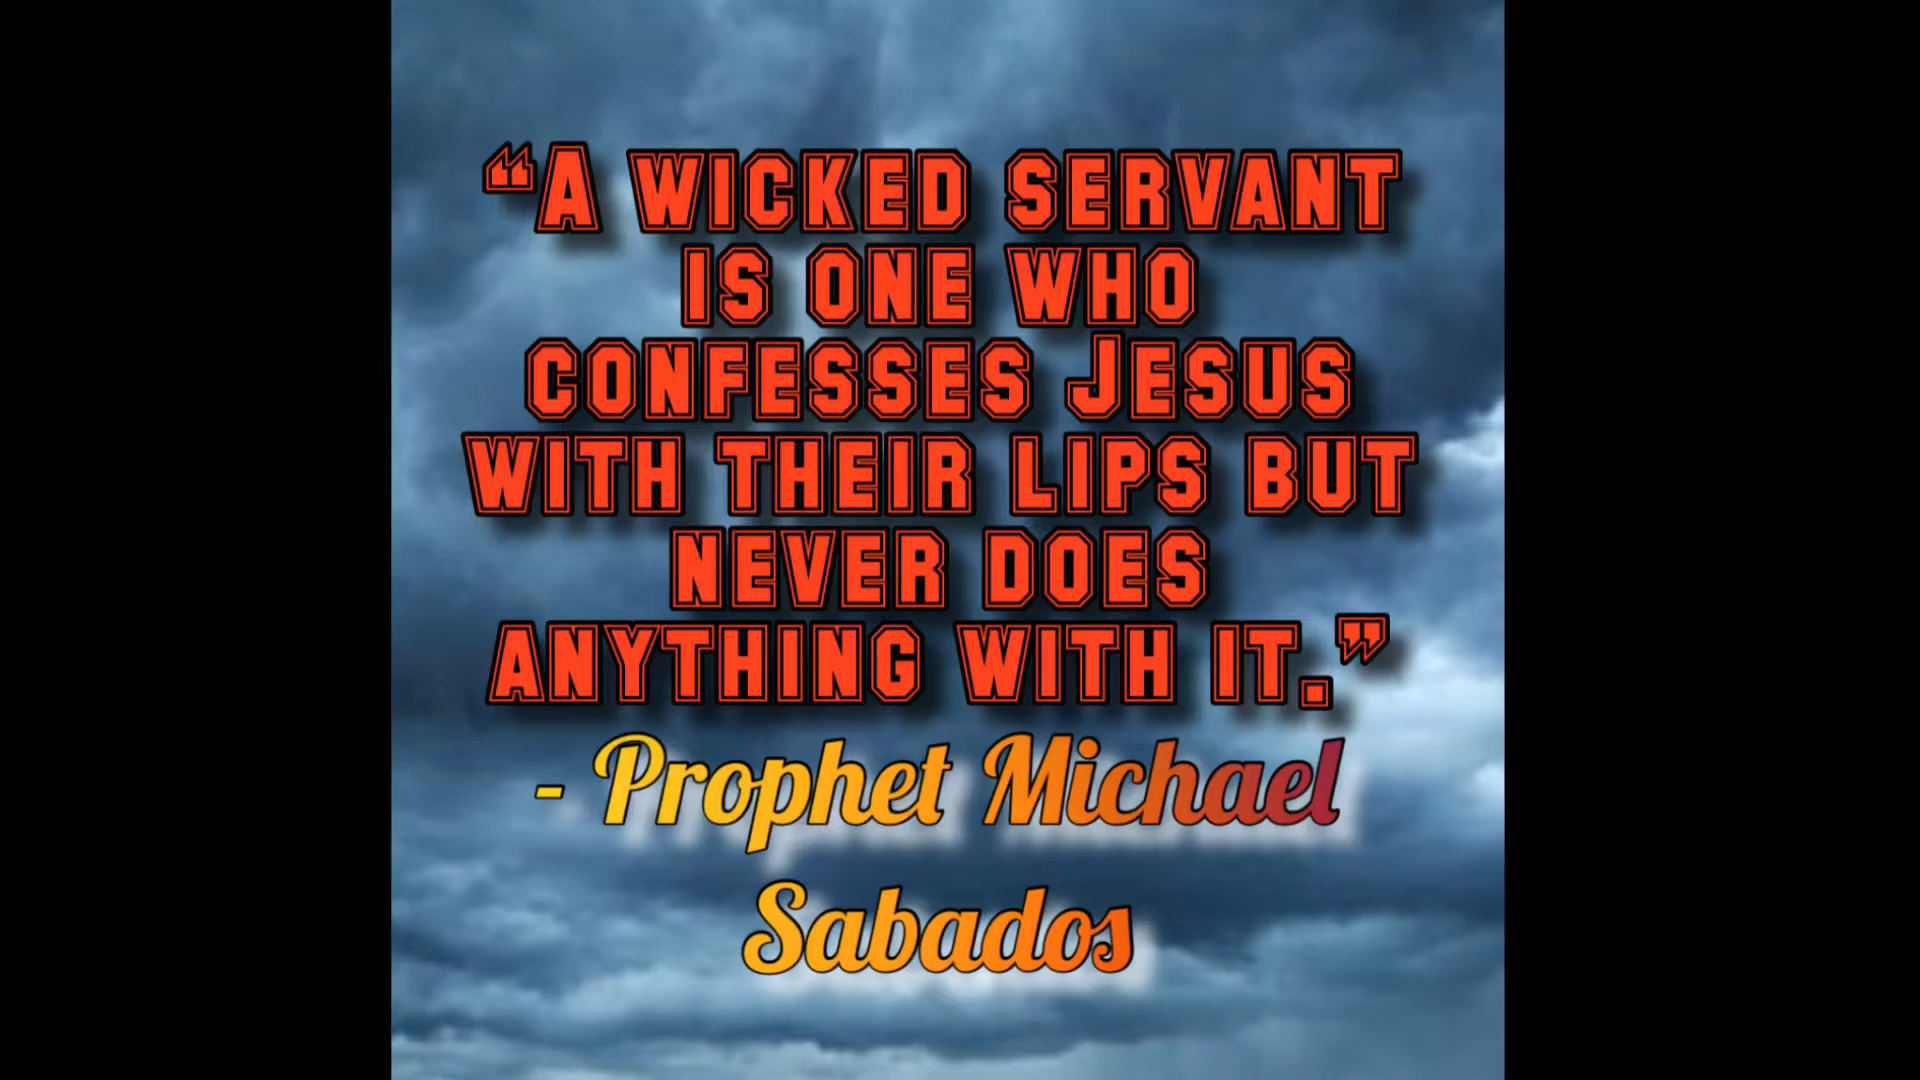 “A wicked servant
is one who
confesses Jesus
with their lips but
never does
anything with it.”
- Prophet Michael
Sabados